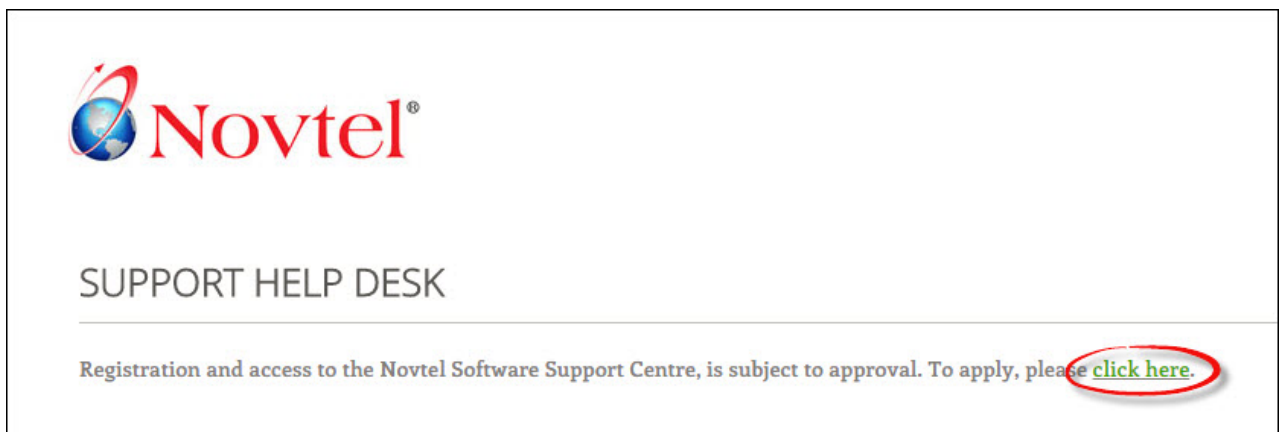 Novtel®
SUPPORT HELP DESK
Registration and access to the Novtel Software Support Centre, is subject to approval. To apply, please click here.